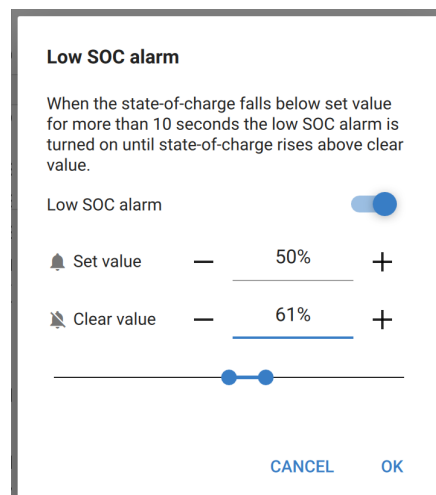 Low SOC alarm
When the state-of-charge falls below set value
for more than 10 seconds the low SOC alarm is
turned on until state-of-charge rises above clear
value.
Low SOC alarm
Set value — 50% +
Clear value — 61% +
CANCEL OK